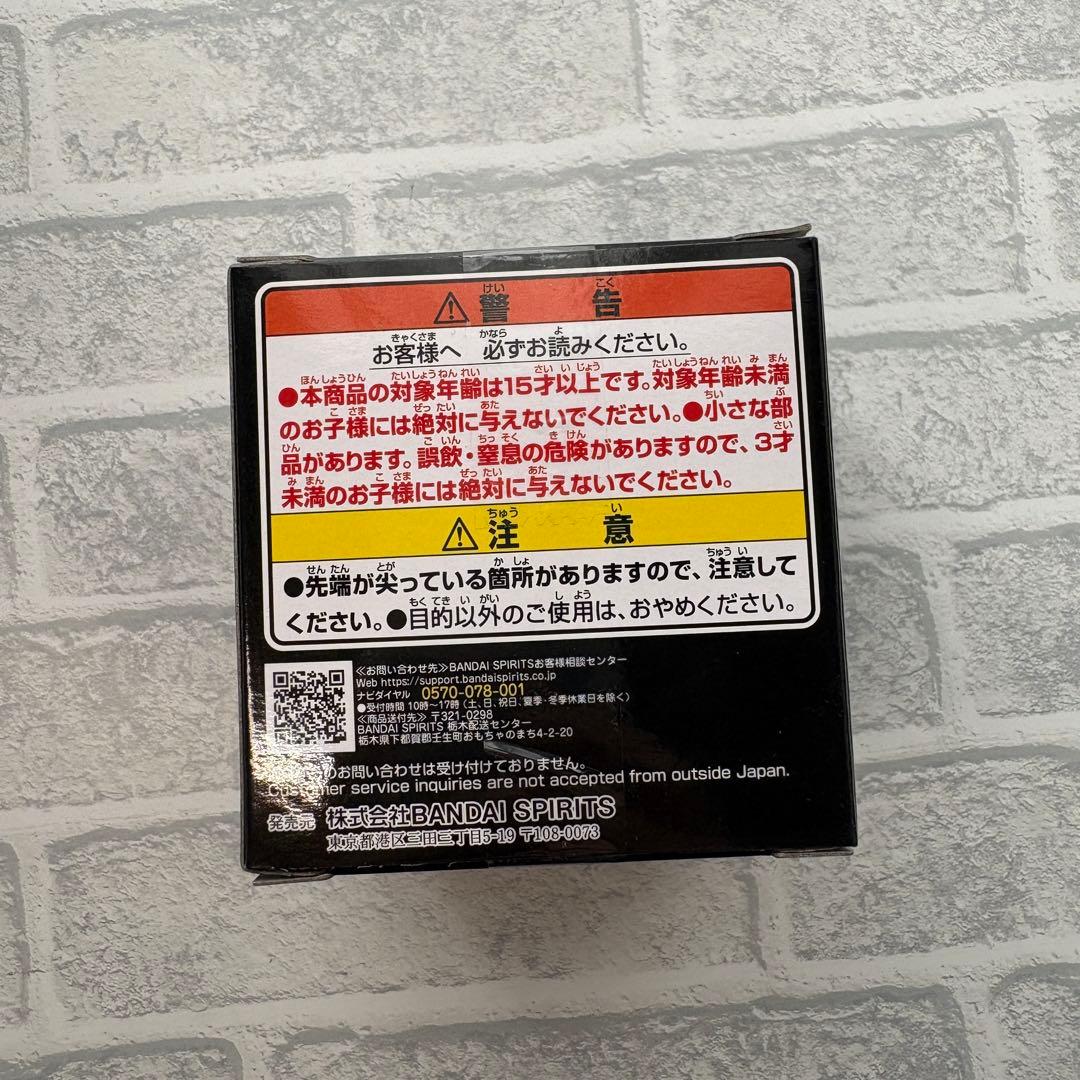 ⚠警告
お客様へ 必ずお読みください。
●本商品の対象年齢は15才以上です。対象年齢未満
のお子様には絶対に与えないでください。●小さな部
品があります。誤飲・窒息の危険がありますので、3才
未満のお子様には絶対に与えないでください。
⚠注意
●先端が尖っている箇所がありますので、注意して
ください。●目的以外のご使用は、おやめください。
≪お問い合わせ先≫BANDAI SPIRITSお客様相談センター
Web https://support.bandaispirits.co.jp
ナビダイヤル 0570-078-001
●受付時間 10時～17時(土、日、祝日、夏季・冬季休業日を除く)
≪商品送付先≫〒321-0298
BANDAI SPIRITS 栃木配送センター
栃木県下都賀郡壬生町おもちゃのまち4-2-20
のお問い合わせは受け付けておりません。
Customer service inquiries are not accepted from outside Japan.
発売元 株式会社BANDAI SPIRITS
東京都港区三田三丁目5-19 〒108-0073